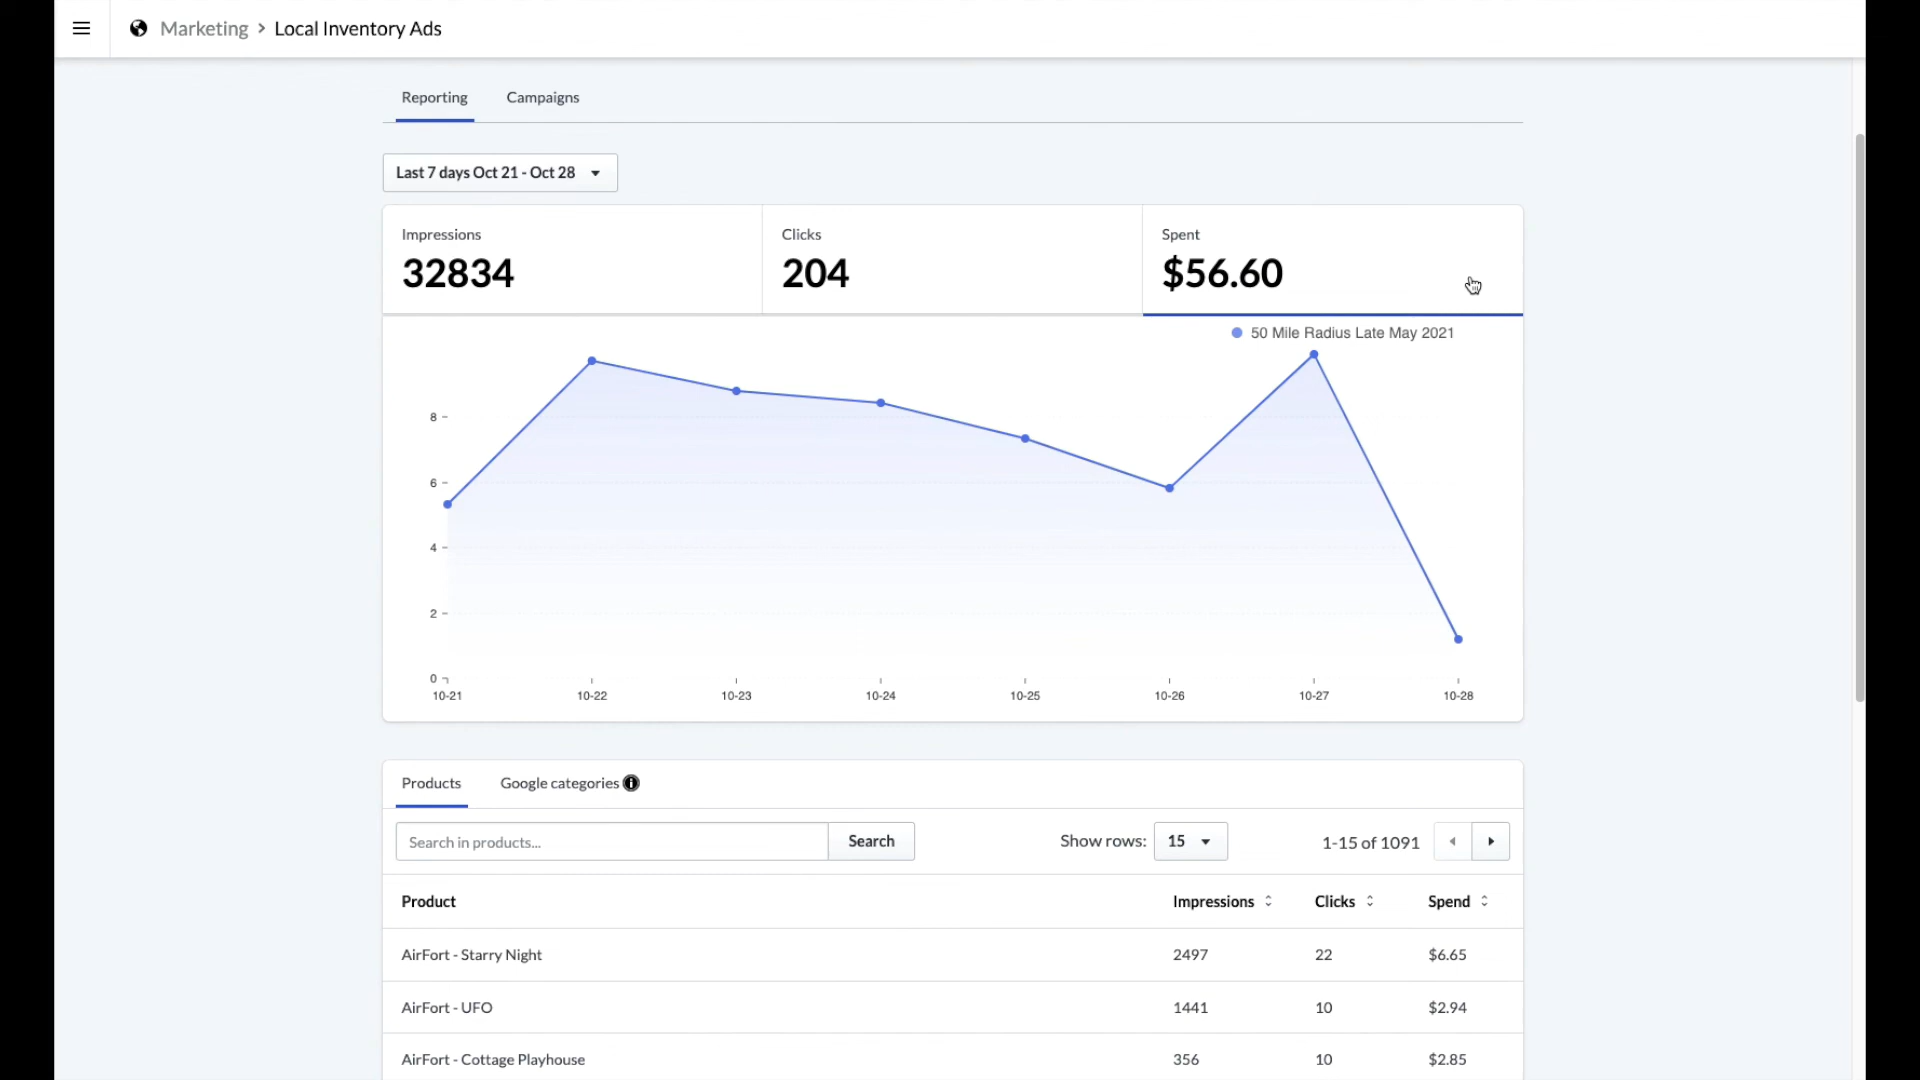 Marketing > Local Inventory Ads
Reporting Campaigns
Last 7 days Oct 21 - Oct 28
Impressions Clicks Spent
32834 204 $56.60
50 Mile Radius Late May 2021
8
6
4
2
0
10-21 10-22 10-23 10-24 10-25 10-26 10-27 10-28
Products Google categories
Search in products... Search Show rows: 15 1-15 of 1091
Product Impressions Clicks Spend
AirFort - Starry Night 2497 22 $6.65
AirFort - UFO 1441 10 $2.94
AirFort - Cottage Playhouse 356 10 $2.85